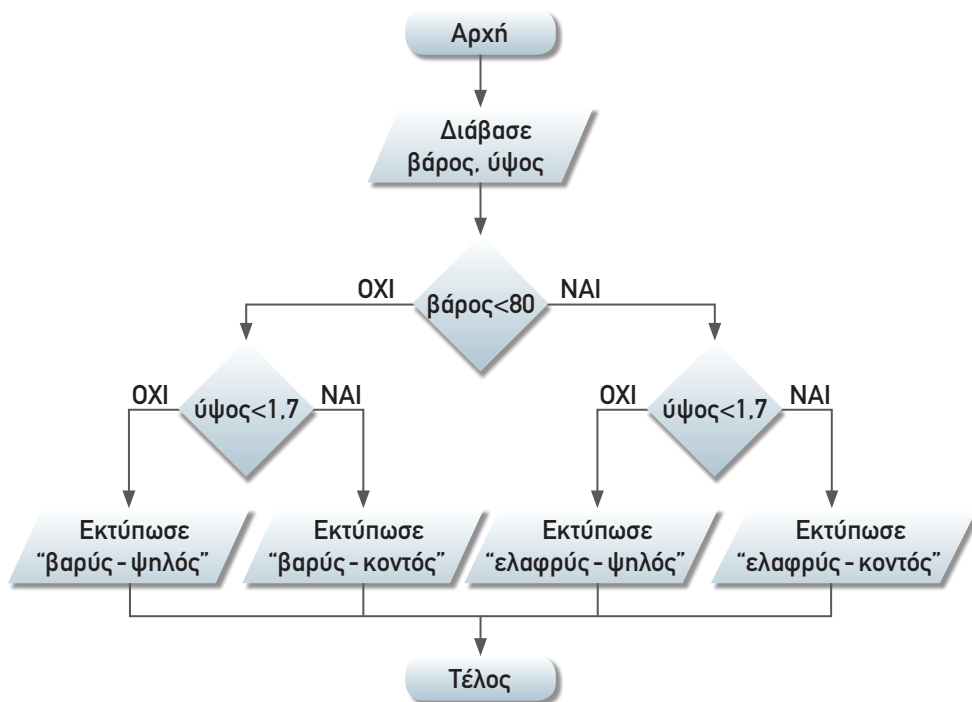 Αρχή
Διάβασε
βάρος, ύψος
ΟΧΙ
βάρος<80
ΝΑΙ
ΟΧΙ
ύψος<1,7
ΝΑΙ
ΟΧΙ
ύψος<1,7
ΝΑΙ
Εκτύπωσε
“βαρύς - ψηλός”
Εκτύπωσε
“βαρύς - κοντός”
Εκτύπωσε
“ελαφρύς - ψηλός”
Εκτύπωσε
“ελαφρύς - κοντός”
Τέλος